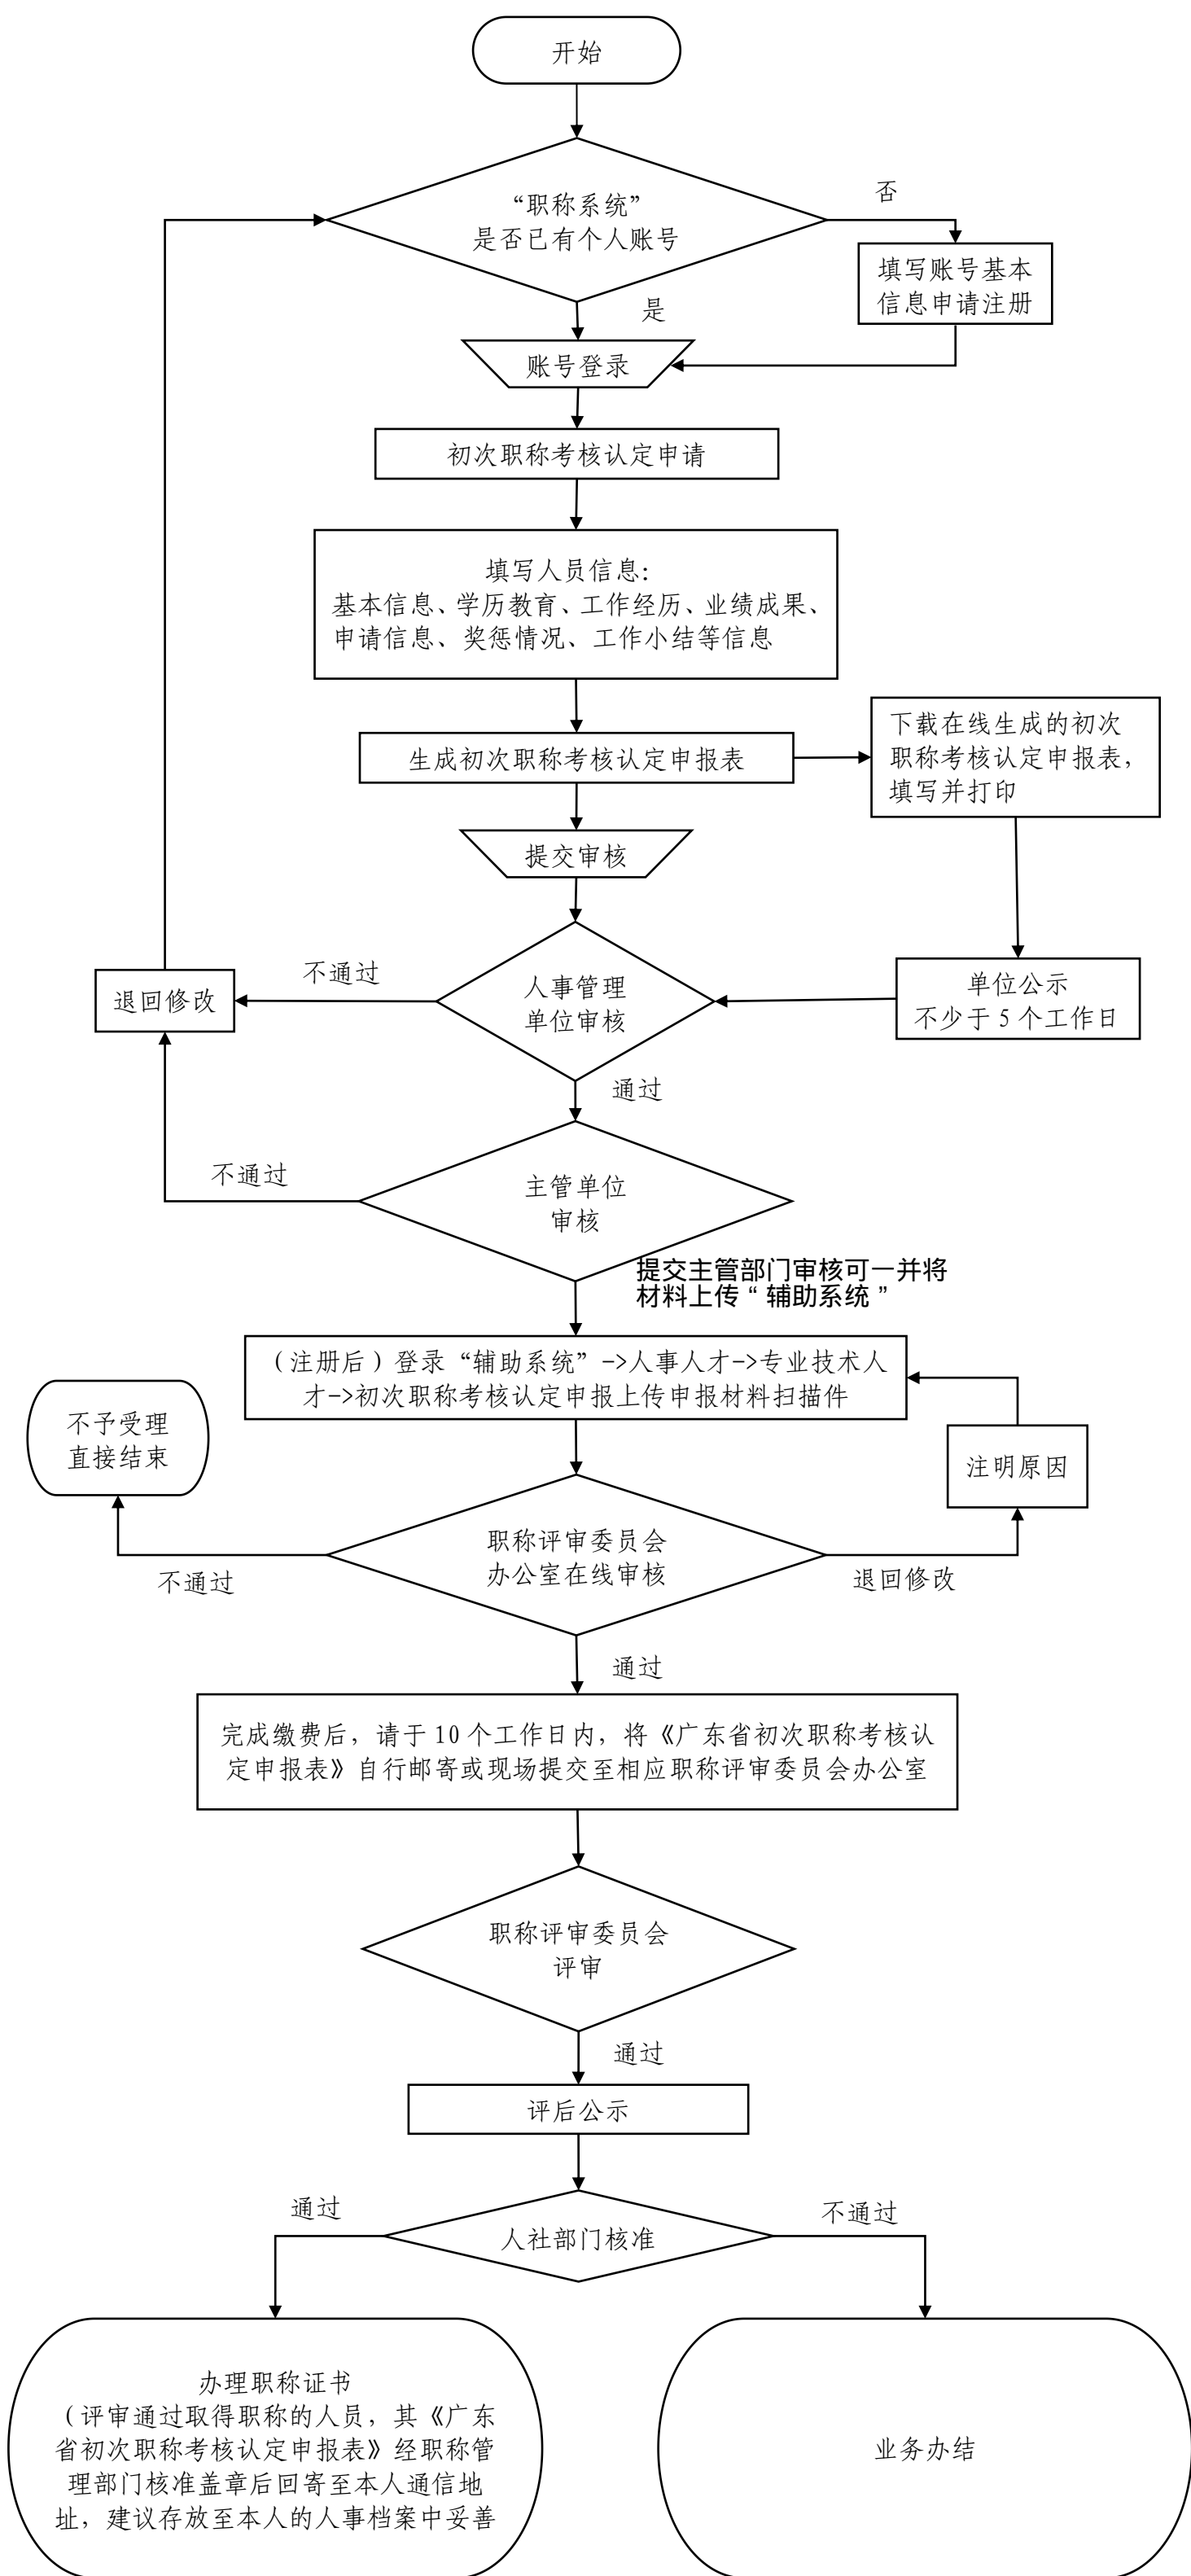 开始
“职称系统”
是否已有个人账号
否
填写账号基本
信息申请注册
是
账号登录
初次职称考核认定申请
填写人员信息：
基本信息、学历教育、工作经历、业绩成果、
申请信息、奖惩情况、工作小结等信息
生成初次职称考核认定申报表
下载在线生成的初次
职称考核认定申报表，
填写并打印
提交审核
不通过
退回修改
人事管理
单位审核
单位公示
不少于 5 个工作日
通过
不通过
主管单位
审核
提交主管部门审核可一并将
材料上传“辅助系统”
（注册后）登录“辅助系统”->人事人才->专业技术人
才->初次职称考核认定申报上传申报材料扫描件
不予受理
直接结束
注明原因
职称评审委员会
办公室在线审核
不通过
退回修改
通过
完成缴费后，请于 10 个工作日内，将《广东省初次职称考核认
定申报表》自行邮寄或现场提交至相应职称评审委员会办公室
职称评审委员会
评审
通过
评后公示
通过
不通过
人社部门核准
办理职称证书
（评审通过取得职称的人员，其《广东
省初次职称考核认定申报表》经职称管
理部门核准盖章后回寄至本人通信地
址，建议存放至本人的人事档案中妥善
业务办结